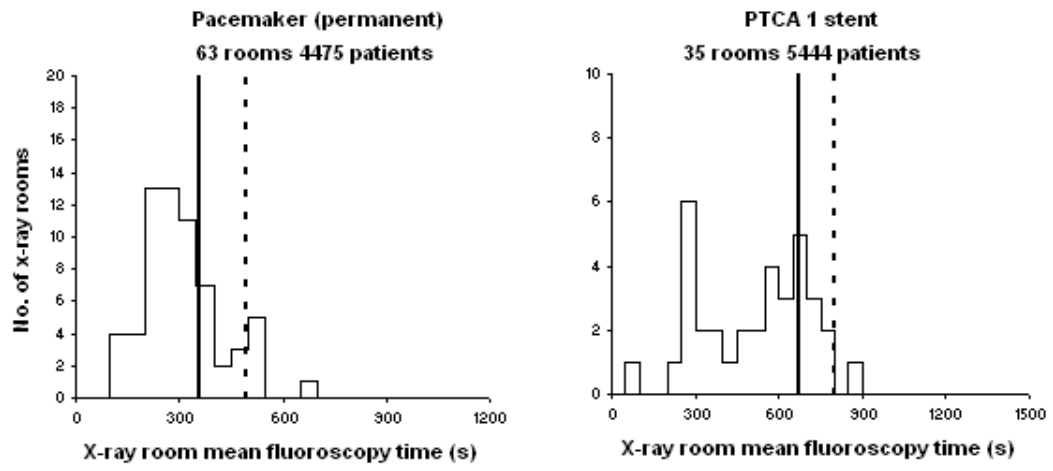 Pacemaker (permanent)
63 rooms 4475 patients
No. of x-ray rooms
20
18
16
14
12
10
8
6
4
2
0
0 300 600 900 1200
X-ray room mean fluoroscopy time (s)
PTCA 1 stent
35 rooms 5444 patients
10
8
6
4
2
0
0 300 600 900 1200 1500
X-ray room mean fluoroscopy time (s)